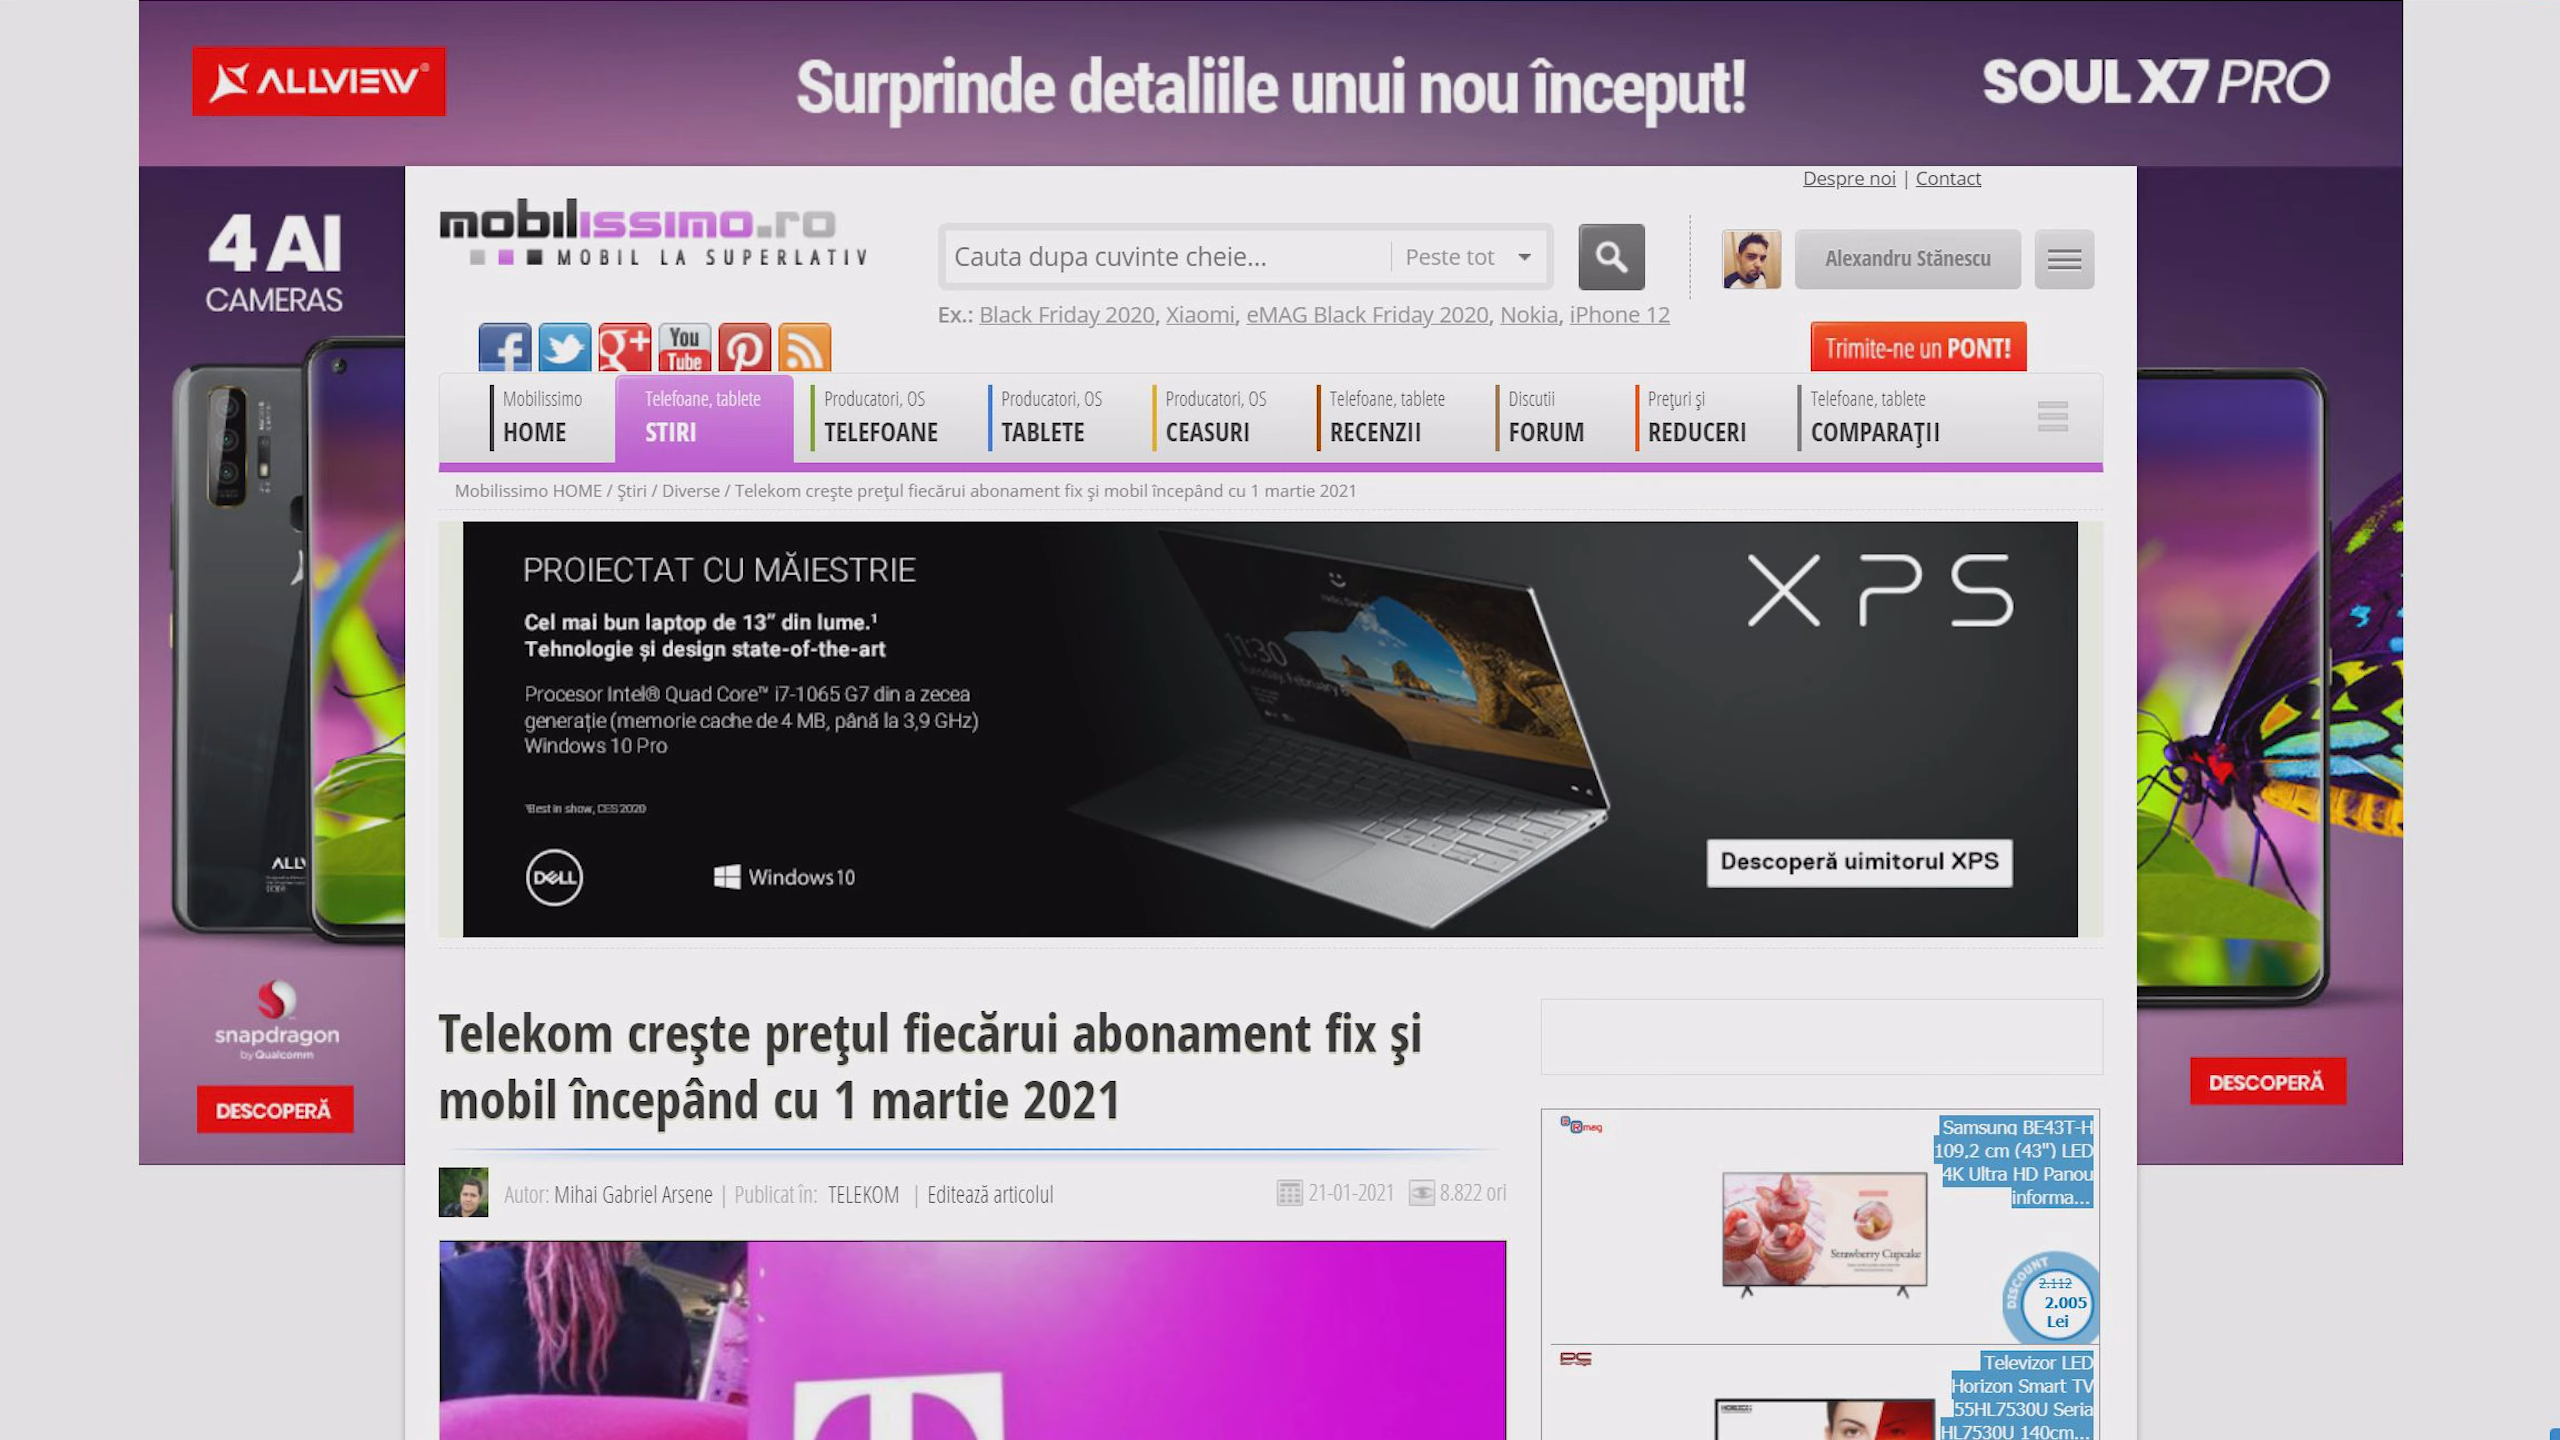 ALLVIEW
Surprinde detaliile unui nou început!
SOUL X7 PRO
4 AI
CAMERAS
snapdragon
by Qualcomm
DESCOPERĂ
DESCOPERĂ
Despre noi | Contact
mobilissimo.ro
MOBIL LA SUPERLATIV
Cauta dupa cuvinte cheie...
Peste tot
Alexandru Stănescu
Ex.: Black Friday 2020, Xiaomi, eMAG Black Friday 2020, Nokia, iPhone 12
You
Tube
Trimite-ne un PONT!
Mobilissimo
HOME
Telefoane, tablete
STIRI
Producatori, OS
TELEFOANE
Producatori, OS
TABLETE
Producatori, OS
CEASURI
Telefoane, tablete
RECENZII
Discutii
FORUM
Preţuri şi
REDUCERI
Telefoane, tablete
COMPARAŢII
Mobilissimo HOME / Ştiri / Diverse / Telekom creşte preţul fiecărui abonament fix şi mobil începând cu 1 martie 2021
PROIECTAT CU MĂIESTRIE
XPS
Cel mai bun laptop de 13” din lume.¹
Tehnologie și design state-of-the-art
Procesor Intel® Quad Core™ i7-1065 G7 din a zecea
generație (memorie cache de 4 MB, până la 3,9 GHz)
Windows 10 Pro
11:30
¹Best in show, CES 2020
DELL
Windows 10
Descoperă uimitorul XPS
Telekom creşte preţul fiecărui abonament fix şi
mobil începând cu 1 martie 2021
Autor: Mihai Gabriel Arsene | Publicat în: TELEKOM | Editează articolul
21-01-2021
8.822 ori
mag
Samsung BE43T-H
109,2 cm (43") LED
4K Ultra HD Panou
informa...
Strawberry Cupcake
DISCOUNT
2.112
2.005
Lei
Televizor LED
Horizon Smart TV
55HL7530U Seria
HL7530U 140cm...